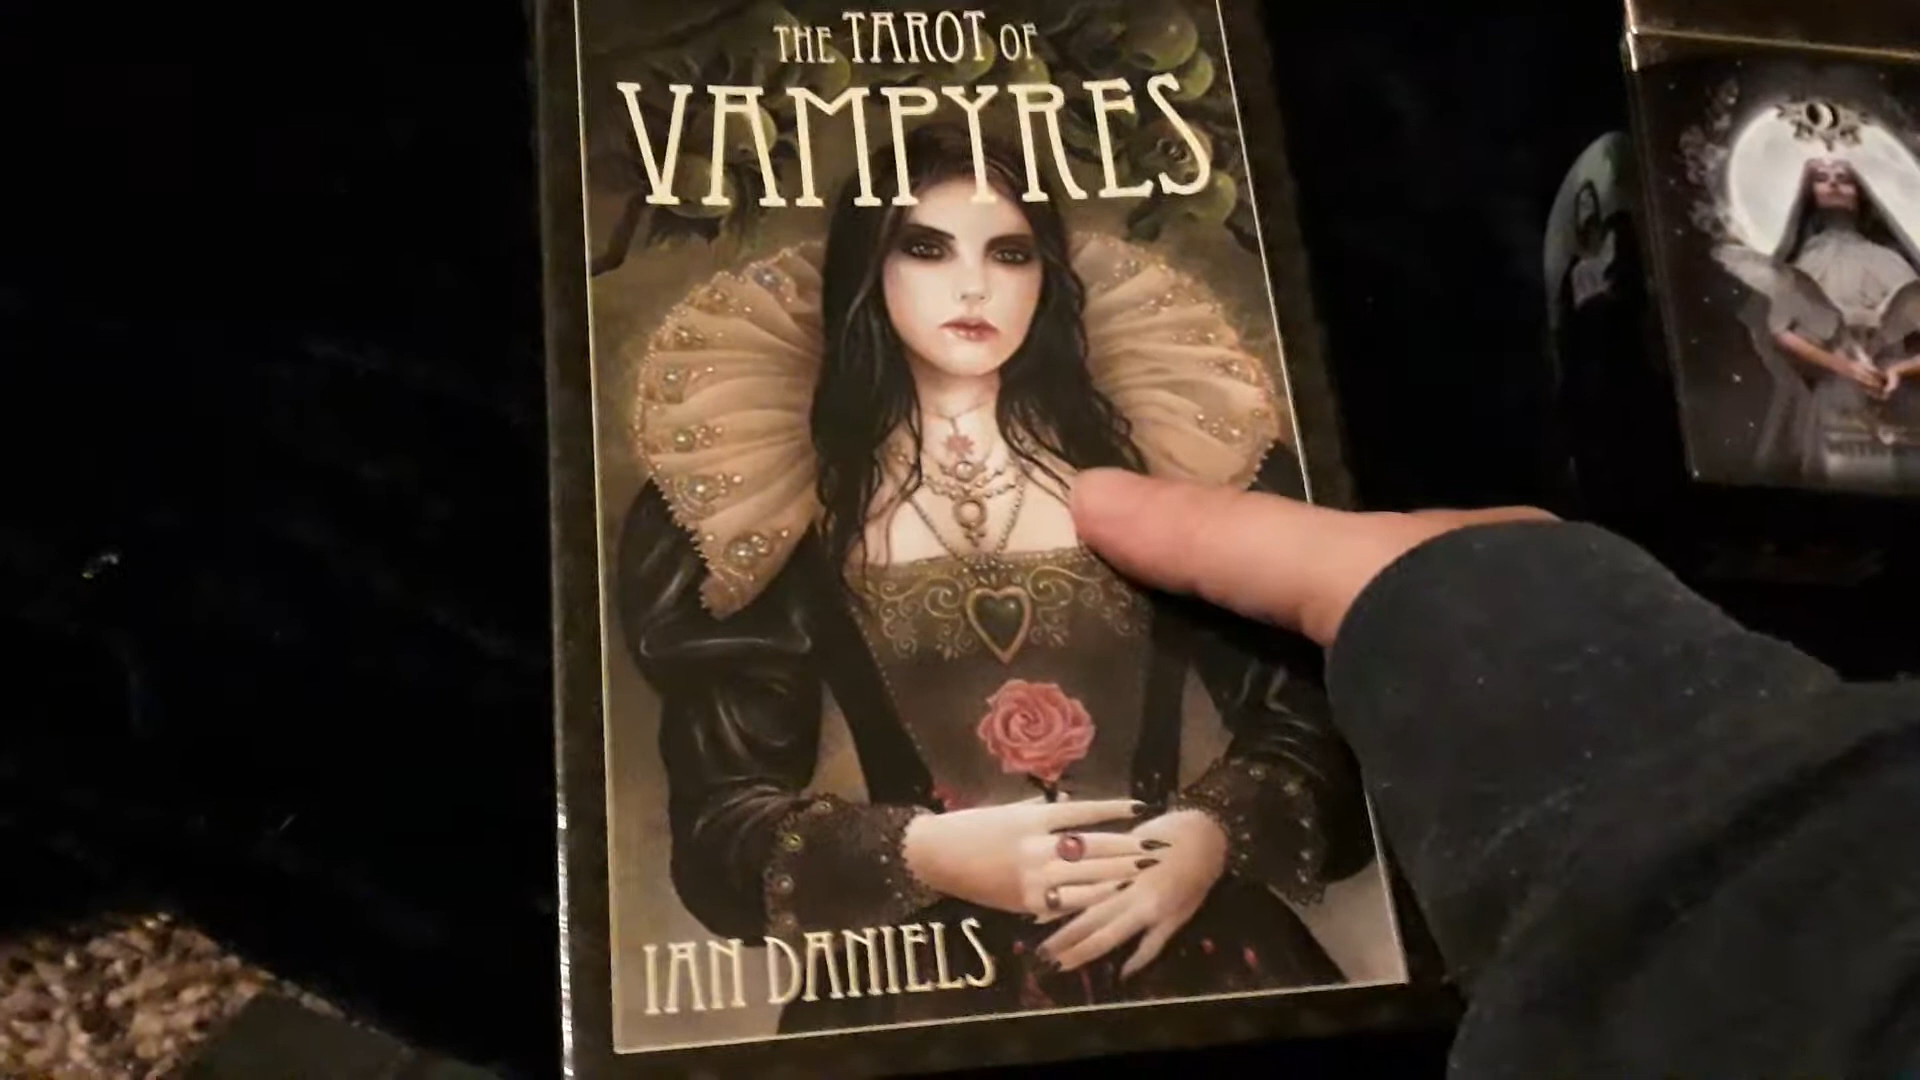 THE TAROT OF
VAMPYRES
IAN DANIELS